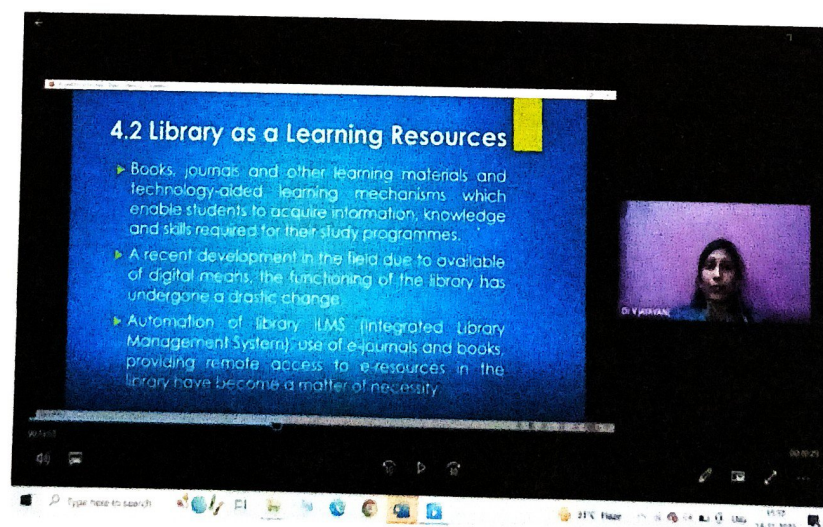 4.2 Library as a Learning Resources
Books, journals and other learning materials and
technology-aided learning mechanisms which
enable students to acquire information, knowledge
and skills required for their study programmes.
A recent development in the field due to available
of digital means, the functioning of the library has
undergone a drastic change
Automation of library ILMS (Integrated Library
Management System), use of e-journals and books,
providing remote access to e-resources in the
library have become a matter of necessity
Type here to search
31°C Haze